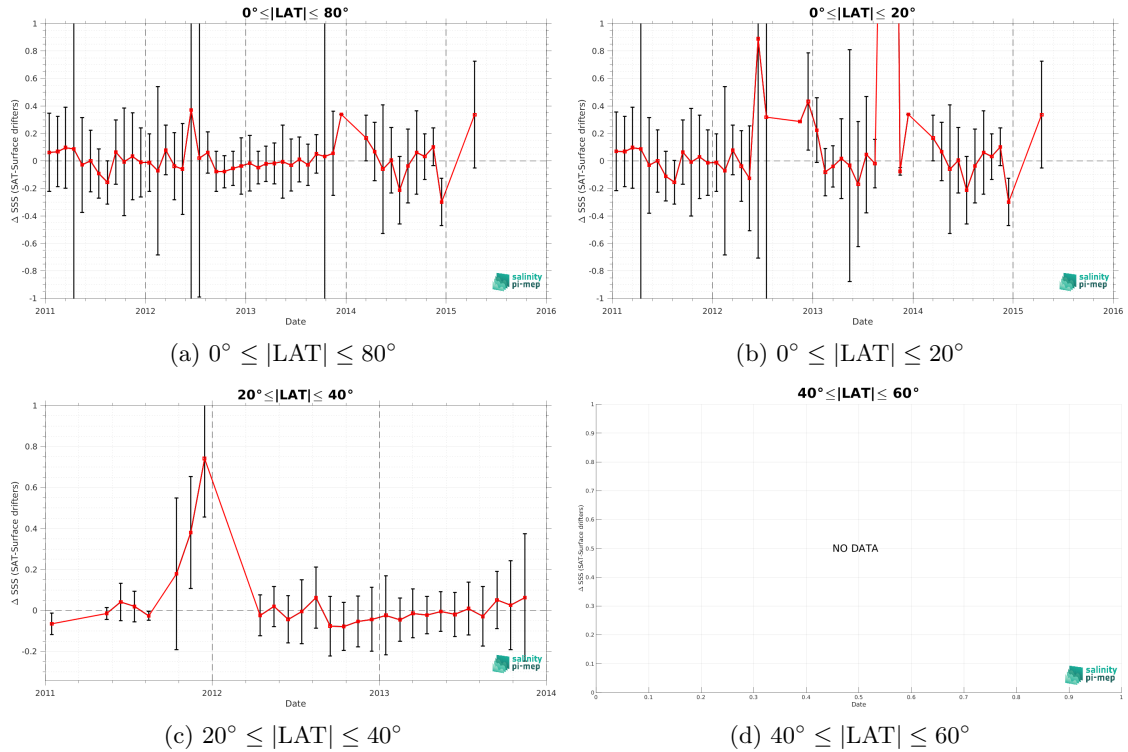 0°≤|LAT|≤ 80°
Δ SSS (SAT-Surface drifters)
1
0.8
0.6
0.4
0.2
0
-0.2
-0.4
-0.6
-0.8
-1
2011
2012
2013
2014
2015
2016
Date
salinity
pi-mep
(a) 0° ≤ |LAT| ≤ 80°
0°≤|LAT|≤ 20°
Δ SSS (SAT-Surface drifters)
1
0.8
0.6
0.4
0.2
0
-0.2
-0.4
-0.6
-0.8
-1
2011
2012
2013
2014
2015
2016
Date
salinity
pi-mep
(b) 0° ≤ |LAT| ≤ 20°
20°≤|LAT|≤ 40°
Δ SSS (SAT-Surface drifters)
1
0.8
0.6
0.4
0.2
0
-0.2
2011
2012
2013
2014
Date
salinity
pi-mep
(c) 20° ≤ |LAT| ≤ 40°
40°≤|LAT|≤ 60°
Δ SSS (SAT-Surface drifters)
1
0.9
0.8
0.7
0.6
0.5
0.4
0.3
0.2
0.1
0
NO DATA
0
0.1
0.2
0.3
0.4
0.5
0.6
0.7
0.8
0.9
1
Date
salinity
pi-mep
(d) 40° ≤ |LAT| ≤ 60°